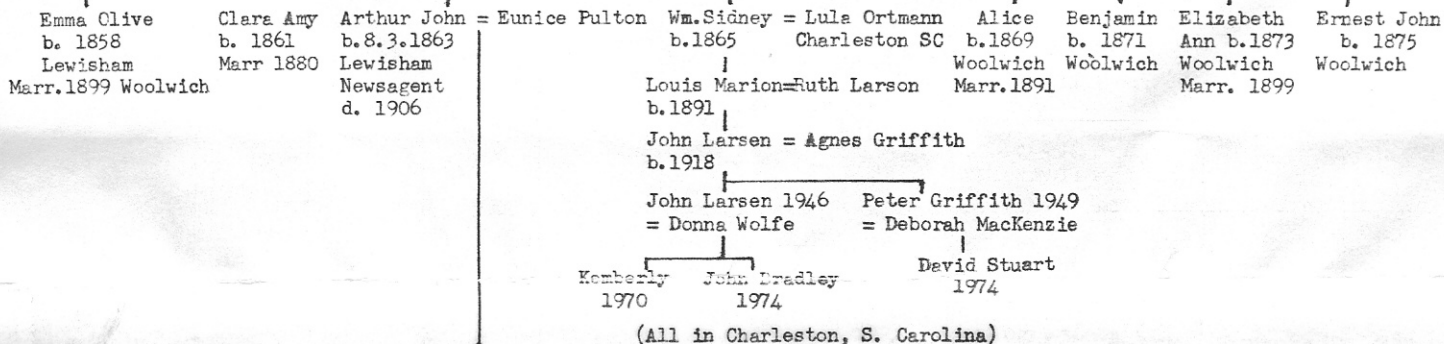 Emma Olive Clara Amy Arthur John = Eunice Pulton Wm.Sidney = Lula Ortmann Alice Benjamin Elizabeth Ernest John
b. 1858 b. 1861 b.8.3.1863 b.1865 Charleston SC b.1869 b. 1871 Ann b.1873 b. 1875
Lewisham Marr 1880 Lewisham Woolwich Woolwich Woolwich Woolwich
Marr.1899 Woolwich Newsagent Louis Marion=Ruth Larson Marr.1891 Marr. 1899
d. 1906 b.1891
John Larsen = Agnes Griffith
b.1918
John Larsen 1946 Peter Griffith 1949
= Donna Wolfe = Deborah MacKenzie
Kemberly John Bradley David Stuart
1970 1974 1974
(All in Charleston, S. Carolina)